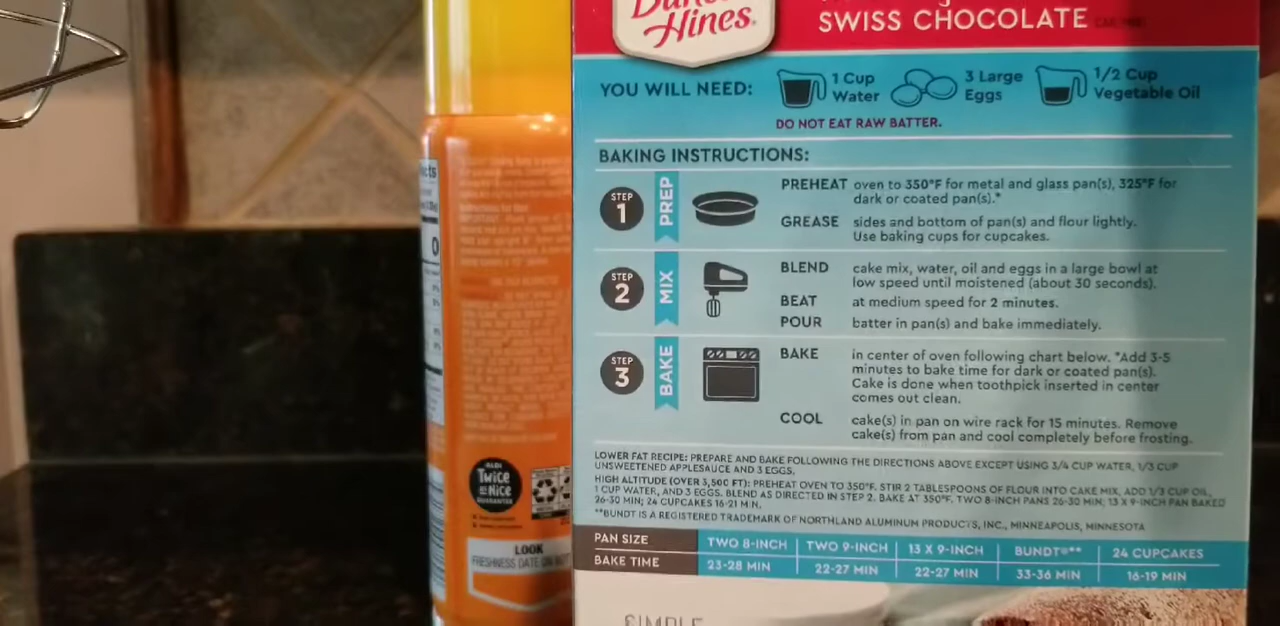 Hines®
SWISS CHOCOLATE
YOU WILL NEED:
1 Cup
Water
3 Large
Eggs
1/2 Cup
Vegetable Oil
DO NOT EAT RAW BATTER.
BAKING INSTRUCTIONS:
STEP
1
PREP
PREHEAT oven to 350°F for metal and glass pan(s), 325°F for
dark or coated pan(s).*
GREASE sides and bottom of pan(s) and flour lightly.
Use baking cups for cupcakes.
STEP
2
MIX
BLEND cake mix, water, oil and eggs in a large bowl at
low speed until moistened (about 30 seconds).
BEAT at medium speed for 2 minutes.
POUR batter in pan(s) and bake immediately.
STEP
3
BAKE
BAKE in center of oven following chart below. *Add 3-5
minutes to bake time for dark or coated pan(s).
Cake is done when toothpick inserted in center
comes out clean.
COOL cake(s) in pan on wire rack for 15 minutes. Remove
cake(s) from pan and cool completely before frosting.
LOWER FAT RECIPE: PREPARE AND BAKE FOLLOWING THE DIRECTIONS ABOVE EXCEPT USING 3/4 CUP WATER, 1/3 CUP
UNSWEETENED APPLESAUCE AND 3 EGGS.
HIGH ALTITUDE (OVER 3,500 FT): PREHEAT OVEN TO 350°F. STIR 2 TABLESPOONS OF FLOUR INTO CAKE MIX, ADD 1/3 CUP OIL,
1 CUP WATER, AND 3 EGGS. BLEND AS DIRECTED IN STEP 2. BAKE AT 350°F. TWO 8-INCH PANS 26-30 MIN; 13 X 9-INCH PAN BAKED
26-30 MIN; 24 CUPCAKES 16-21 MIN.
**BUNDT IS A REGISTERED TRADEMARK OF NORTHLAND ALUMINUM PRODUCTS, INC., MINNEAPOLIS, MINNESOTA
PAN SIZE TWO 8-INCH TWO 9-INCH 13 X 9-INCH BUNDT®** 24 CUPCAKES
BAKE TIME 23-28 MIN 22-27 MIN 22-27 MIN 33-36 MIN 16-19 MIN
SIMPLE
0
ALDI
Twice
as Nice
GUARANTEE
LOOK
FRESHNESS DATE ON